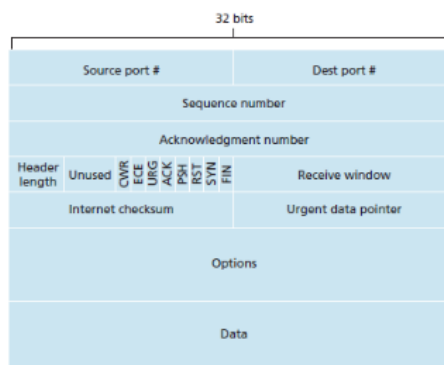 32 bits
Source port # Dest port #
Sequence number
Acknowledgment number
Header length Unused CWR ECE URG ACK PSH RST SYN FIN Receive window
Internet checksum Urgent data pointer
Options
Data